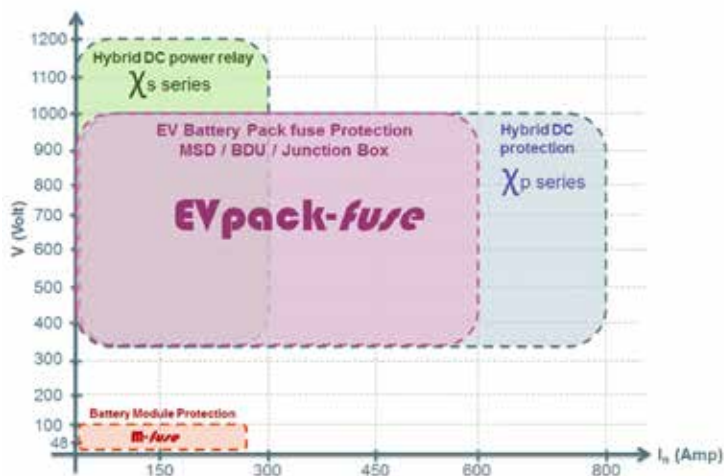 V (Volt)
1200
1100
1000
900
800
700
600
500
400
300
200
100
48
Hybrid DC power relay
χs series
EV Battery Pack fuse Protection
MSD / BDU / Junction Box
EVpack-fuse
Hybrid DC
protection
χp series
Battery Module Protection
m-fuse
150
300
450
600
800
Iₙ (Amp)